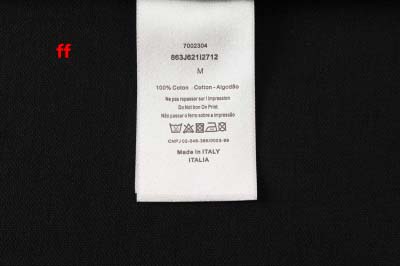 ff
7002304
863J621I2712
M
100% Coton - Cotton - Algodão
Ne pas repasser sur l impression
Do Not Iron On Print
Não passar o ferro sobre a impressão
Made in ITALY
ITALIA